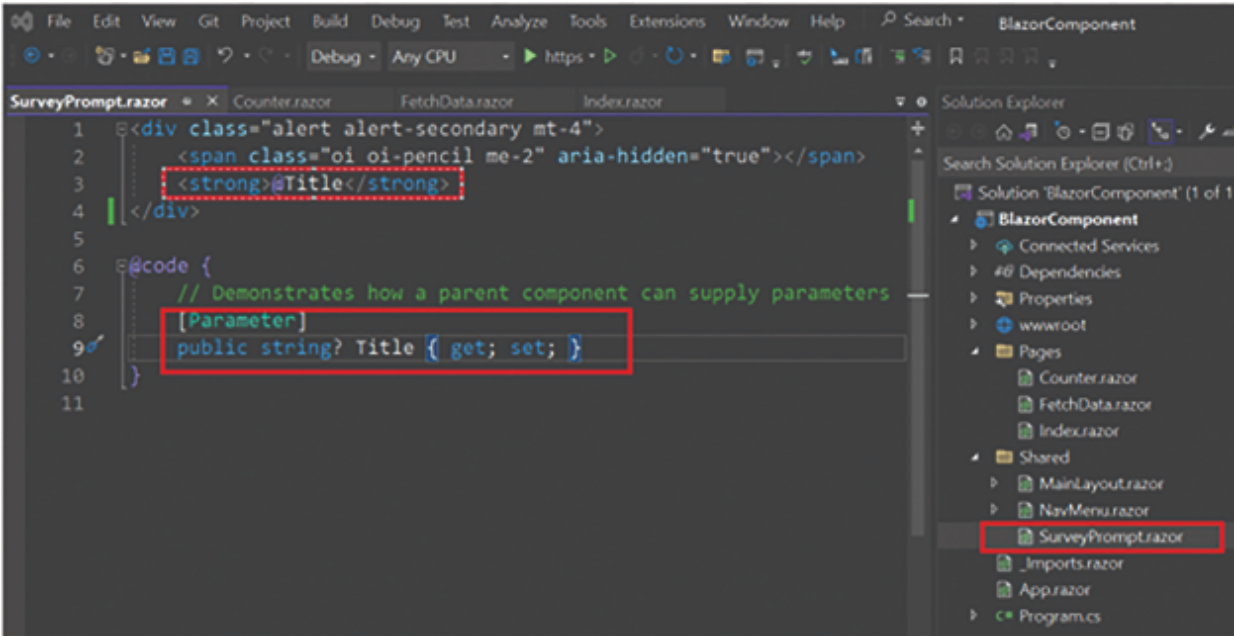 File Edit View Git Project Build Debug Test Analyze Tools Extensions Window Help Search BlazorComponent
Debug Any CPU https
SurveyPrompt.razor Counter.razor FetchData.razor Index.razor
1 <div class="alert alert-secondary mt-4">
2 <span class="oi oi-pencil me-2" aria-hidden="true"></span>
3 <strong>@Title</strong>
4 </div>
5
6 @code {
7 // Demonstrates how a parent component can supply parameters
8 [Parameter]
9 public string? Title { get; set; }
10 }
11
Solution Explorer
Search Solution Explorer (Ctrl+;)
Solution 'BlazorComponent' (1 of 1
BlazorComponent
Connected Services
Dependencies
Properties
wwwroot
Pages
Counter.razor
FetchData.razor
Index.razor
Shared
MainLayout.razor
NavMenu.razor
SurveyPrompt.razor
_Imports.razor
App.razor
C# Program.cs